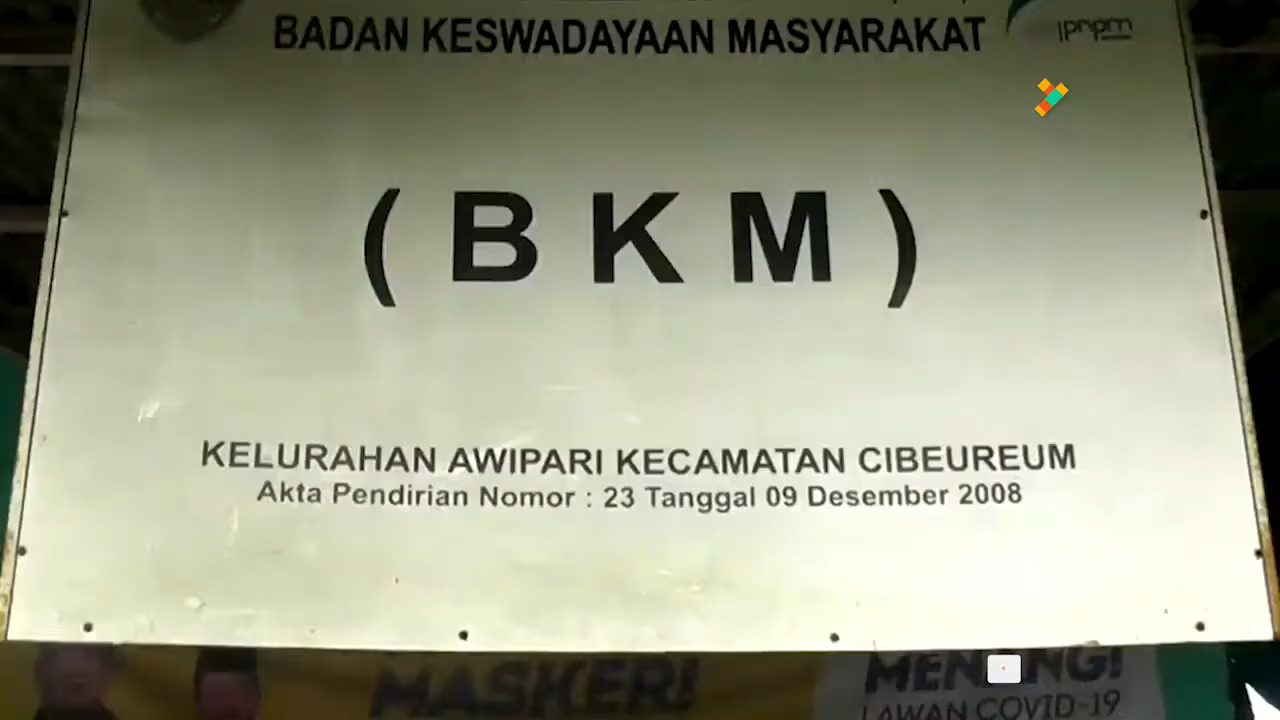 BADAN KESWADAYAAN MASYARAKAT
pnpm
( B K M )
KELURAHAN AWIPARI KECAMATAN CIBEUREUM
Akta Pendirian Nomor : 23 Tanggal 09 Desember 2008
MASKER!
MENANG!
LAWAN COVID-19